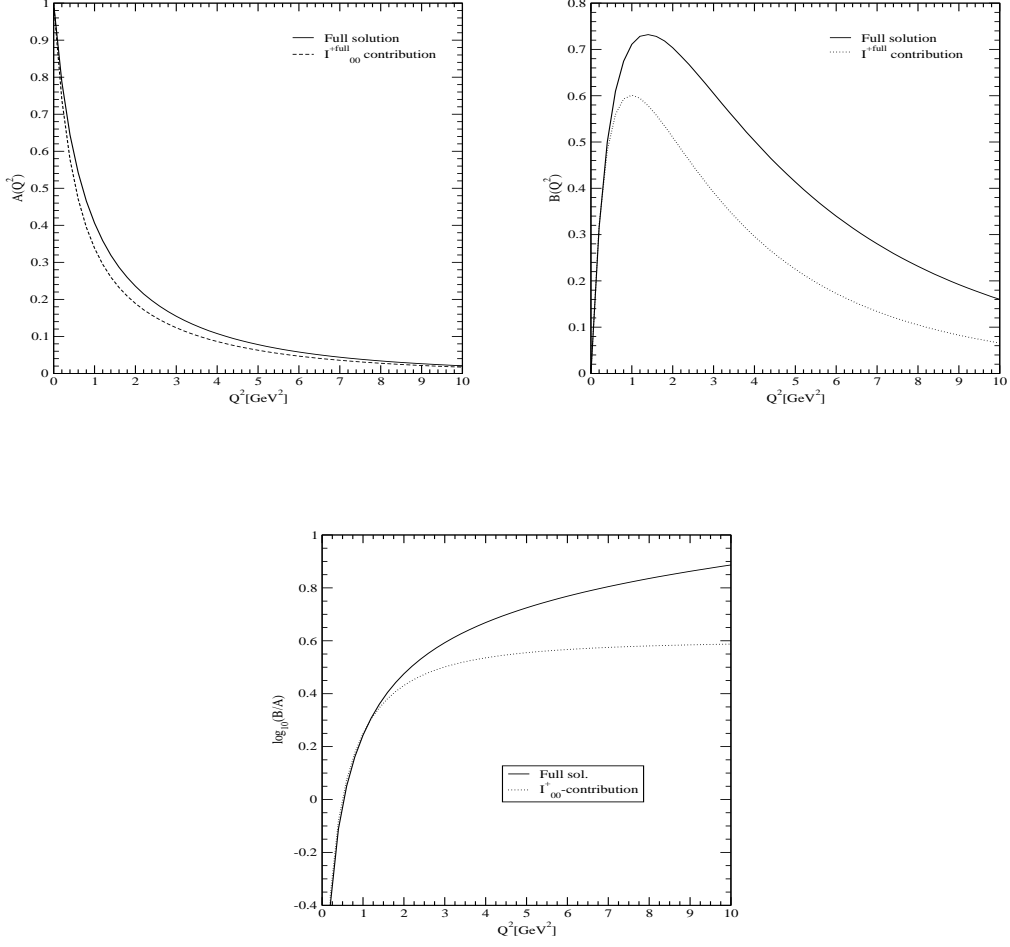 1
0.9
0.8
0.7
0.6
0.5
0.4
0.3
0.2
0.1
0
A(Q²)
Full solution
I⁺ᶠᵘˡˡ₀₀ contribution
0 1 2 3 4 5 6 7 8 9 10
Q²[GeV²]
0.8
0.7
0.6
0.5
0.4
0.3
0.2
0.1
0
B(Q²)
Full solution
I⁺ᶠᵘˡˡ contribution
0 1 2 3 4 5 6 7 8 9 10
Q²[GeV²]
1
0.8
0.6
0.4
0.2
0
-0.2
-0.4
log₁₀(B/A)
Full sol.
I⁺₀₀-contribution
0 1 2 3 4 5 6 7 8 9 10
Q²[GeV²]